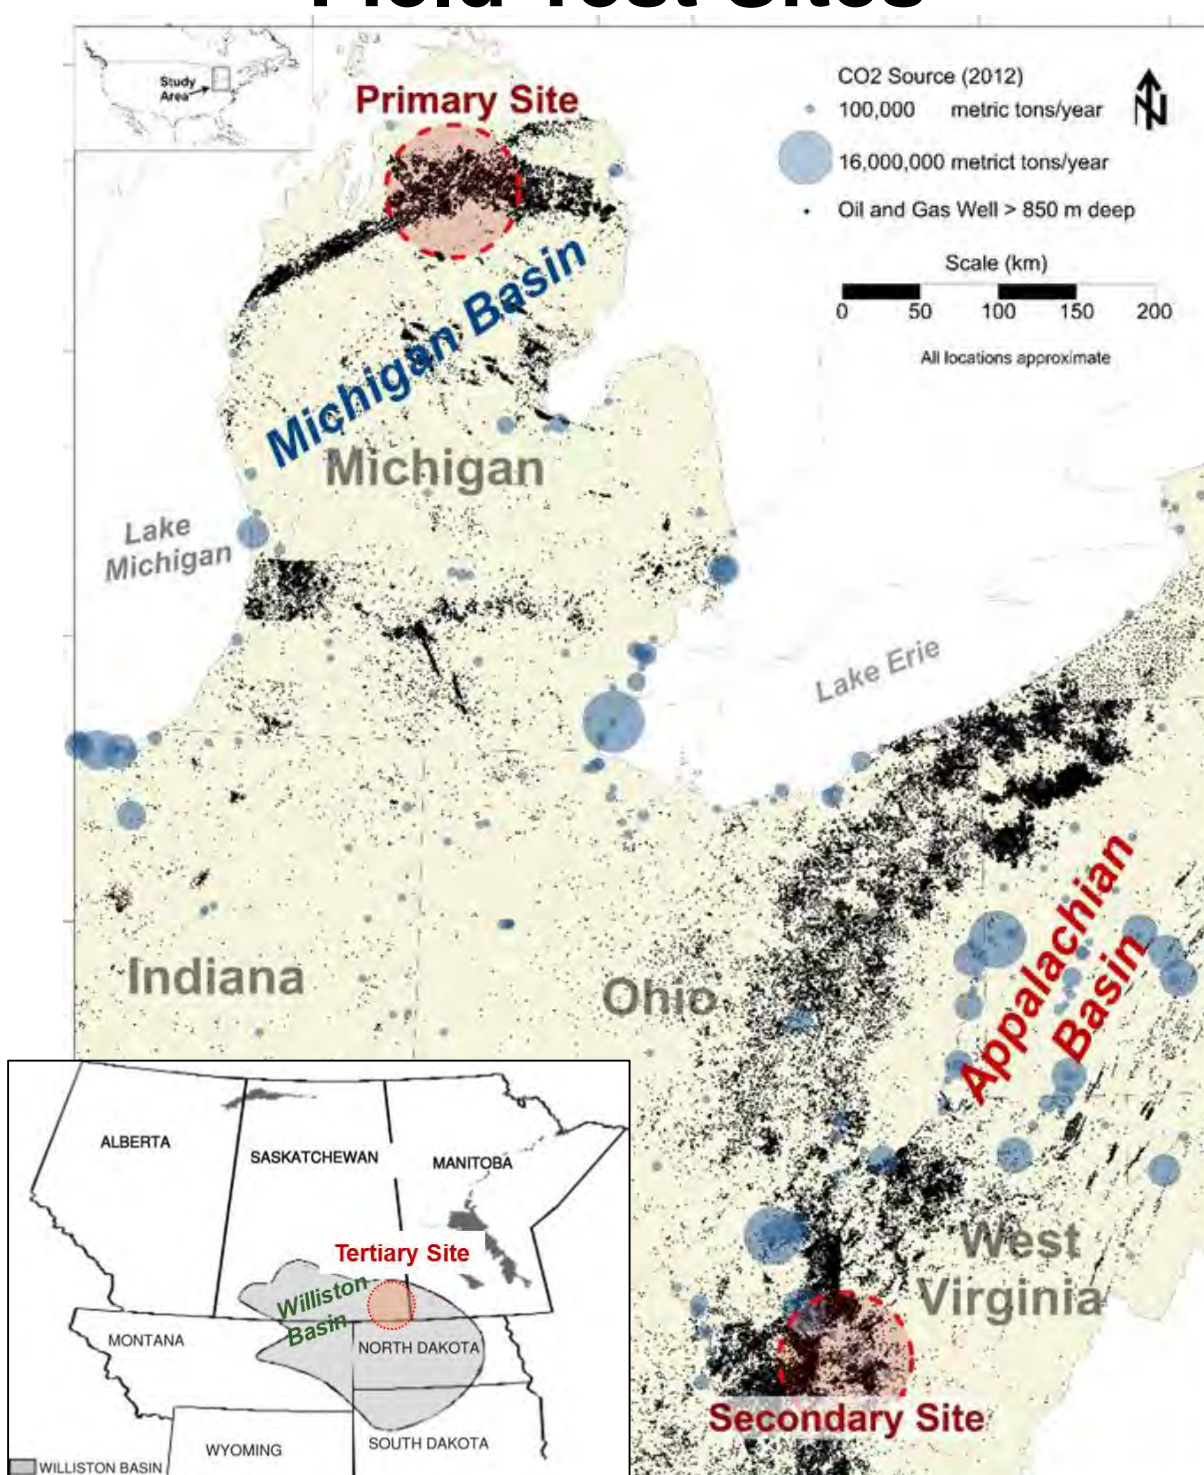 Field Test Sites
Study
Area
Primary Site
CO2 Source (2012)
100,000 metric tons/year
16,000,000 metrict tons/year
Oil and Gas Well > 850 m deep
Scale (km)
0 50 100 150 200
All locations approximate
N
Michigan Basin
Michigan
Lake
Michigan
Lake Erie
Appalachian
Basin
Indiana
Ohio
West
Virginia
Secondary Site
ALBERTA
SASKATCHEWAN
MANITOBA
Tertiary Site
Williston
Basin
MONTANA
NORTH DAKOTA
WYOMING
SOUTH DAKOTA
WILLISTON BASIN